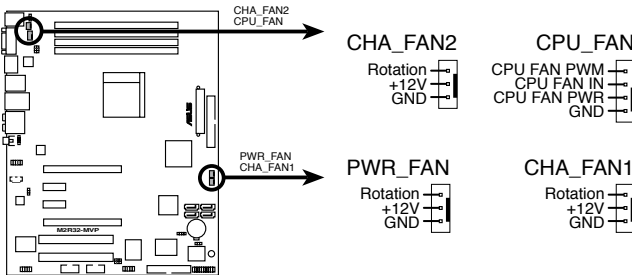 CHA_FAN2
CPU_FAN
CHA_FAN2
Rotation
+12V
GND
CPU_FAN
CPU FAN PWM
CPU FAN IN
CPU FAN PWR
GND
ASUS
PWR_FAN
CHA_FAN1
PWR_FAN
Rotation
+12V
GND
CHA_FAN1
Rotation
+12V
GND
M2R32-MVP